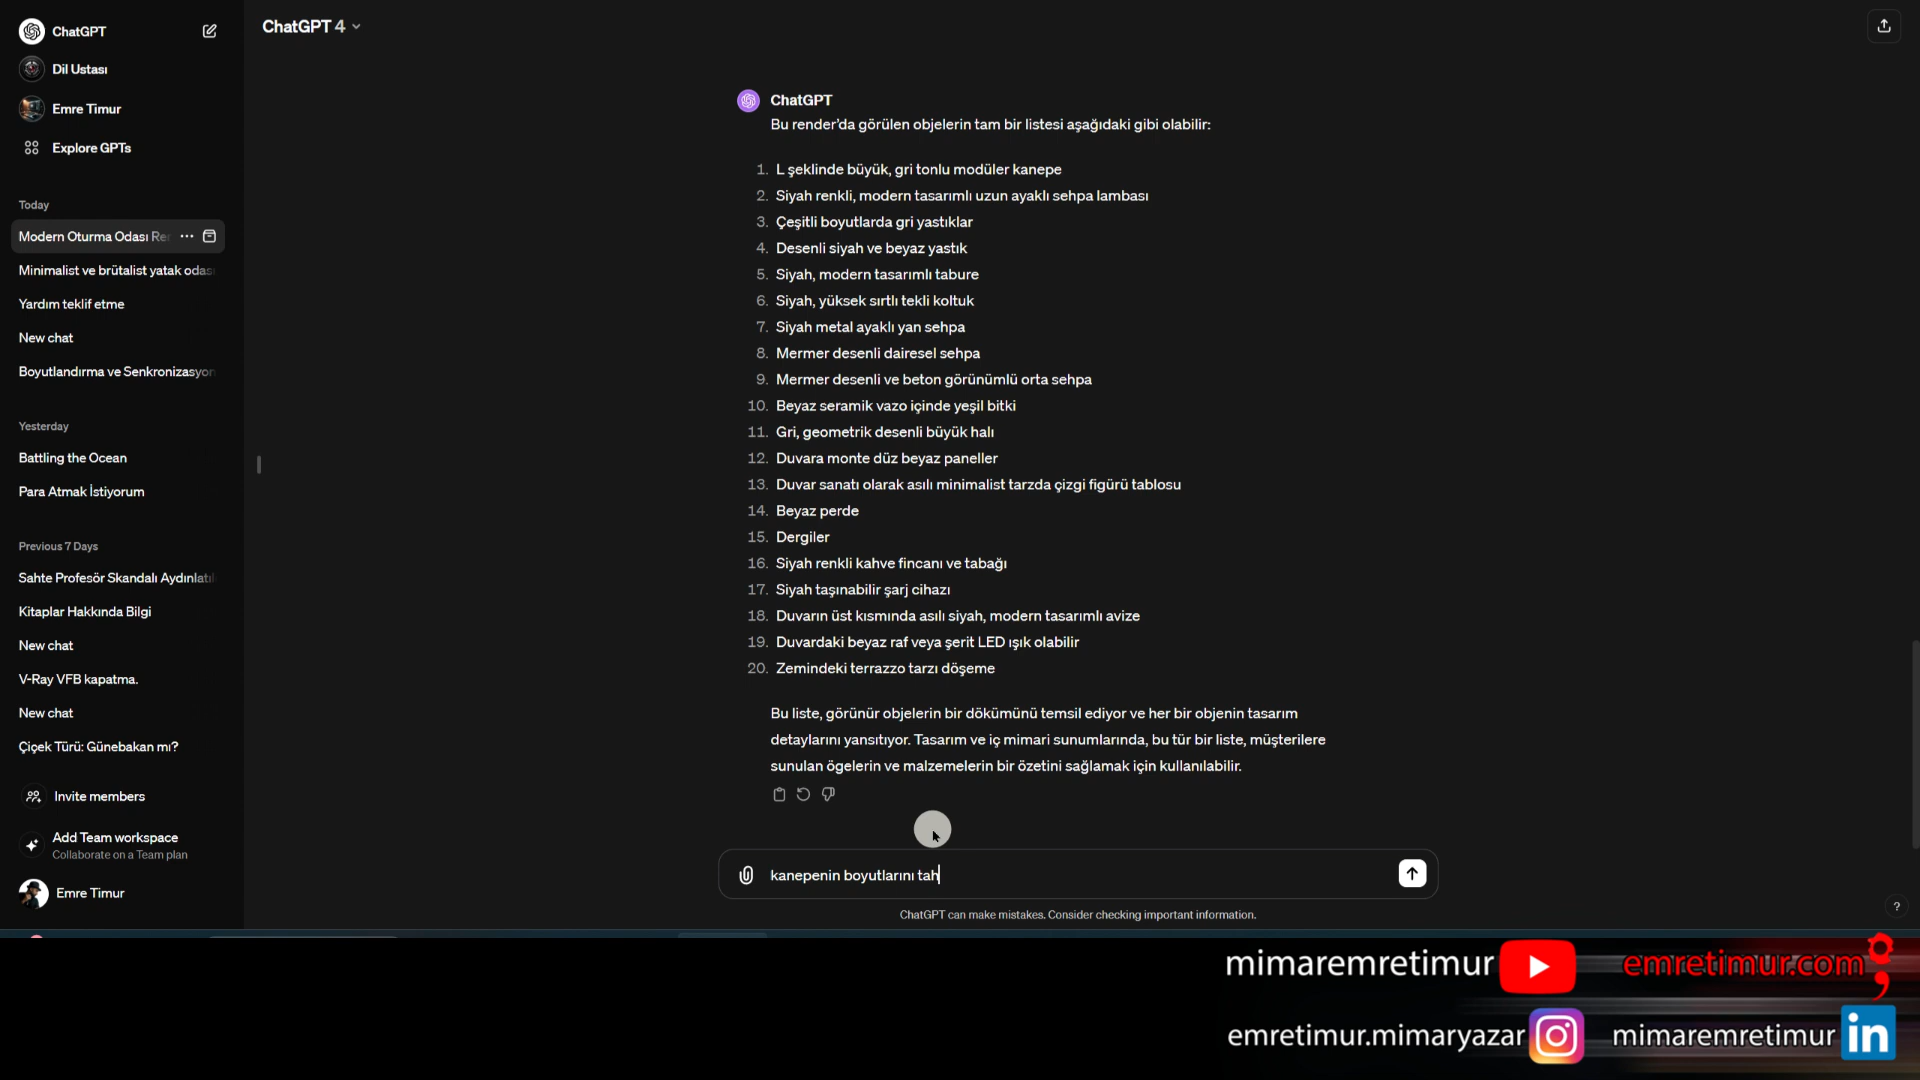 ChatGPT
Dil Ustası
Emre Timur
Explore GPTs
Today
Modern Oturma Odası Re
Minimalist ve brütalist yatak odas
Yardım teklif etme
New chat
Boyutlandırma ve Senkronizasyon
Yesterday
Battling the Ocean
Para Atmak İstiyorum
Previous 7 Days
Sahte Profesör Skandalı Aydınlatıl
Kitaplar Hakkında Bilgi
New chat
V-Ray VFB kapatma.
New chat
Çiçek Türü: Günebakan mı?
Invite members
Add Team workspace
Collaborate on a Team plan
Emre Timur
ChatGPT 4
ChatGPT
Bu render'da görülen objelerin tam bir listesi aşağıdaki gibi olabilir:
1. L şeklinde büyük, gri tonlu modüler kanepe
2. Siyah renkli, modern tasarımlı uzun ayaklı sehpa lambası
3. Çeşitli boyutlarda gri yastıklar
4. Desenli siyah ve beyaz yastık
5. Siyah, modern tasarımlı tabure
6. Siyah, yüksek sırtlı tekli koltuk
7. Siyah metal ayaklı yan sehpa
8. Mermer desenli dairesel sehpa
9. Mermer desenli ve beton görünümlü orta sehpa
10. Beyaz seramik vazo içinde yeşil bitki
11. Gri, geometrik desenli büyük halı
12. Duvara monte düz beyaz paneller
13. Duvar sanatı olarak asılı minimalist tarzda çizgi figürü tablosu
14. Beyaz perde
15. Dergiler
16. Siyah renkli kahve fincanı ve tabağı
17. Siyah taşınabilir şarj cihazı
18. Duvarın üst kısmında asılı siyah, modern tasarımlı avize
19. Duvardaki beyaz raf veya şerit LED ışık olabilir
20. Zemindeki terrazzo tarzı döşeme
Bu liste, görünür objelerin bir dökümünü temsil ediyor ve her bir objenin tasarım
detaylarını yansıtıyor. Tasarım ve iç mimari sunumlarında, bu tür bir liste, müşterilere
sunulan ögelerin ve malzemelerin bir özetini sağlamak için kullanılabilir.
kanepenin boyutlarını tah
ChatGPT can make mistakes. Consider checking important information.
?
mimaremretimur
emretimur.com
emretimur.mimaryazar
mimaremretimur
in